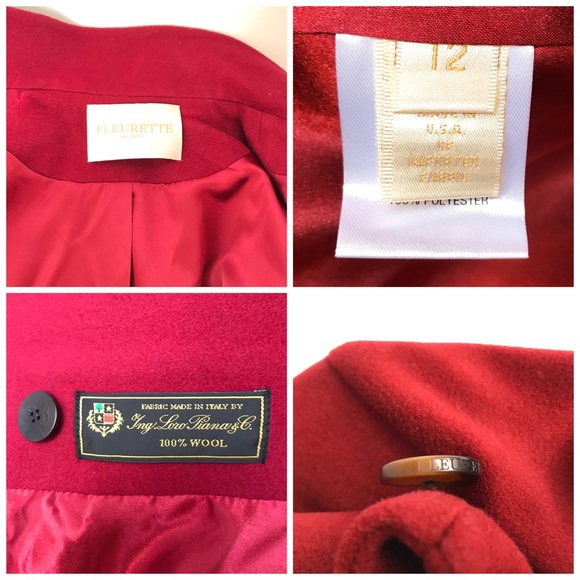 FLEURETTE
12
MADE IN
U.S.A.
OF
IMPORTED
FABRIC
100% POLYESTER
FABRIC MADE IN ITALY BY
Ing. Loro Piana & C.
100% WOOL
LEUR